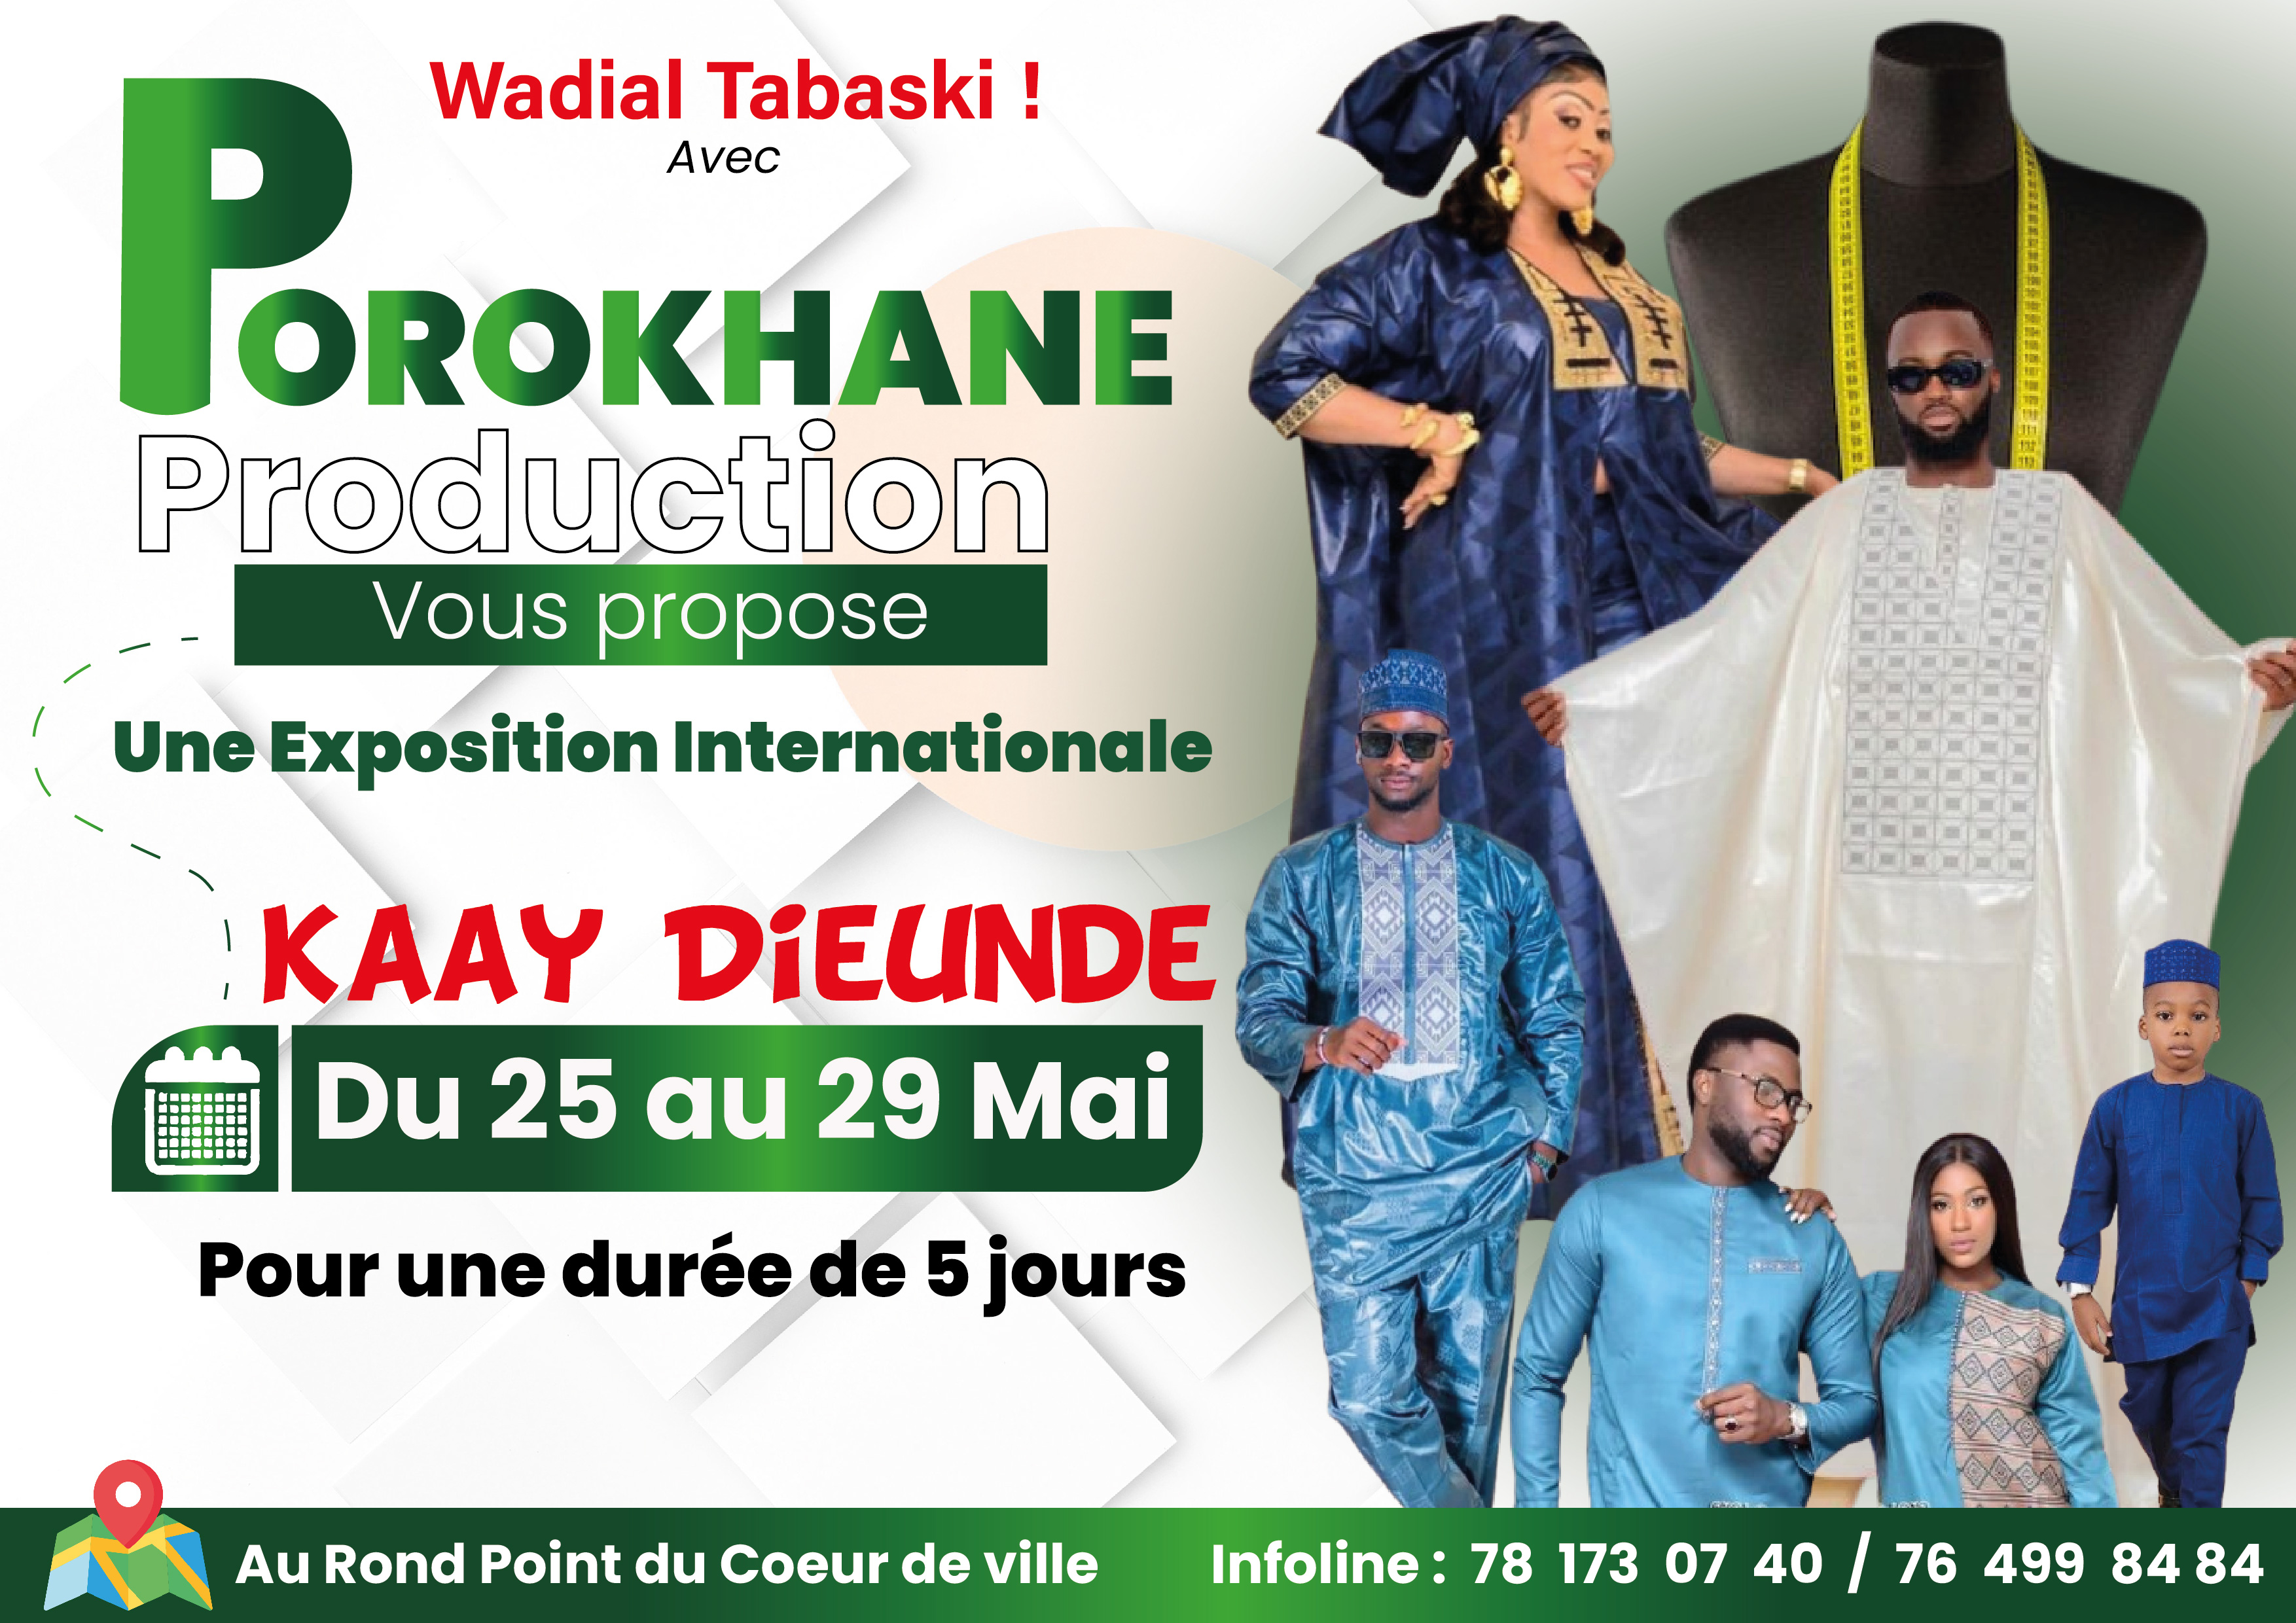 Wadial Tabaski !
Avec
POROKHANE
Production
Vous propose
Une Exposition Internationale
KAAY DiEUNDE
Du 25 au 29 Mai
Pour une durée de 5 jours
Au Rond Point du Coeur de ville
Infoline : 78 173 07 40 / 76 499 84 84